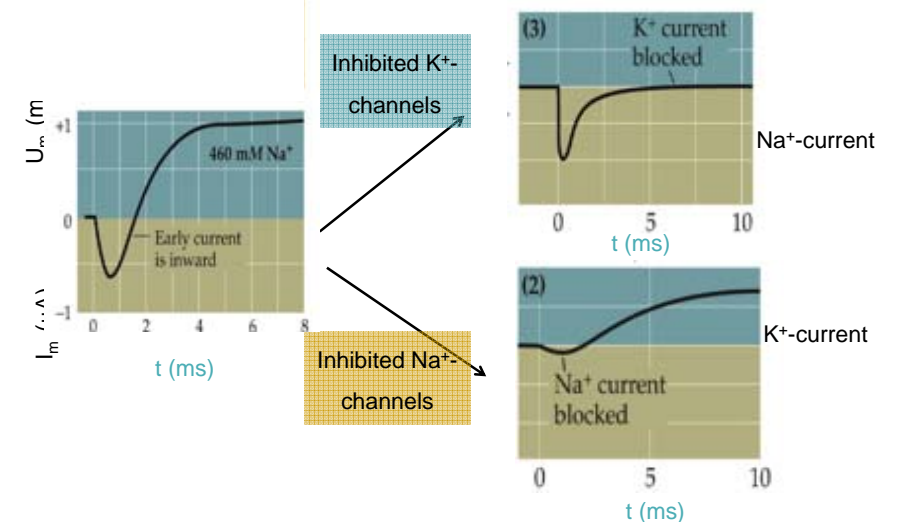 Uₘ (m
+1
460 mM Na⁺
0
Early current
is inward
−1
0 2 4 6 8
t (ms)
Iₘ
Inhibited K⁺-
channels
Inhibited Na⁺-
channels
(3)
K⁺ current
blocked
Na⁺-current
0 5 10
t (ms)
(2)
K⁺-current
Na⁺ current
blocked
0 5 10
t (ms)